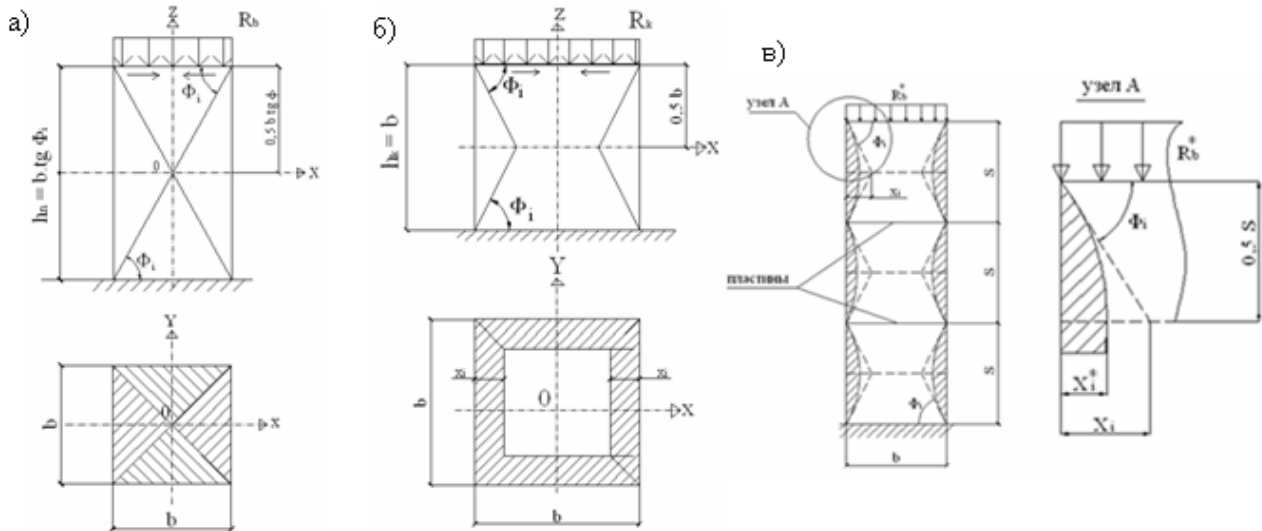 а)
Z
R_b
Φ_i
0,5 b tg ф
h_n = b tg Φ_i
0
X
Φ_i
Y
0
X
b
b
б)
Z
R_k
Φ_i
0.5 b
h_k = b
X
Φ_i
Y
x_i
x_i
0
X
b
b
в)
узел А
R_b*
Φ_i
x_i
S
пластины
S
S
Φ_i
b
узел А
R_b*
Φ_i
0.5 S
X_i*
X_i